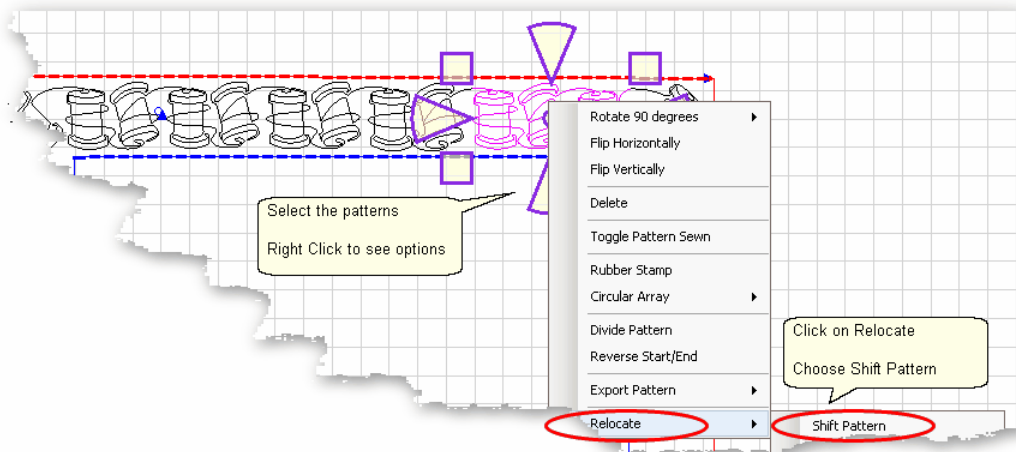 Select the patterns
Right Click to see options
Rotate 90 degrees
Flip Horizontally
Flip Vertically
Delete
Toggle Pattern Sewn
Rubber Stamp
Circular Array
Divide Pattern
Reverse Start/End
Export Pattern
Relocate
Click on Relocate
Choose Shift Pattern
Shift Pattern